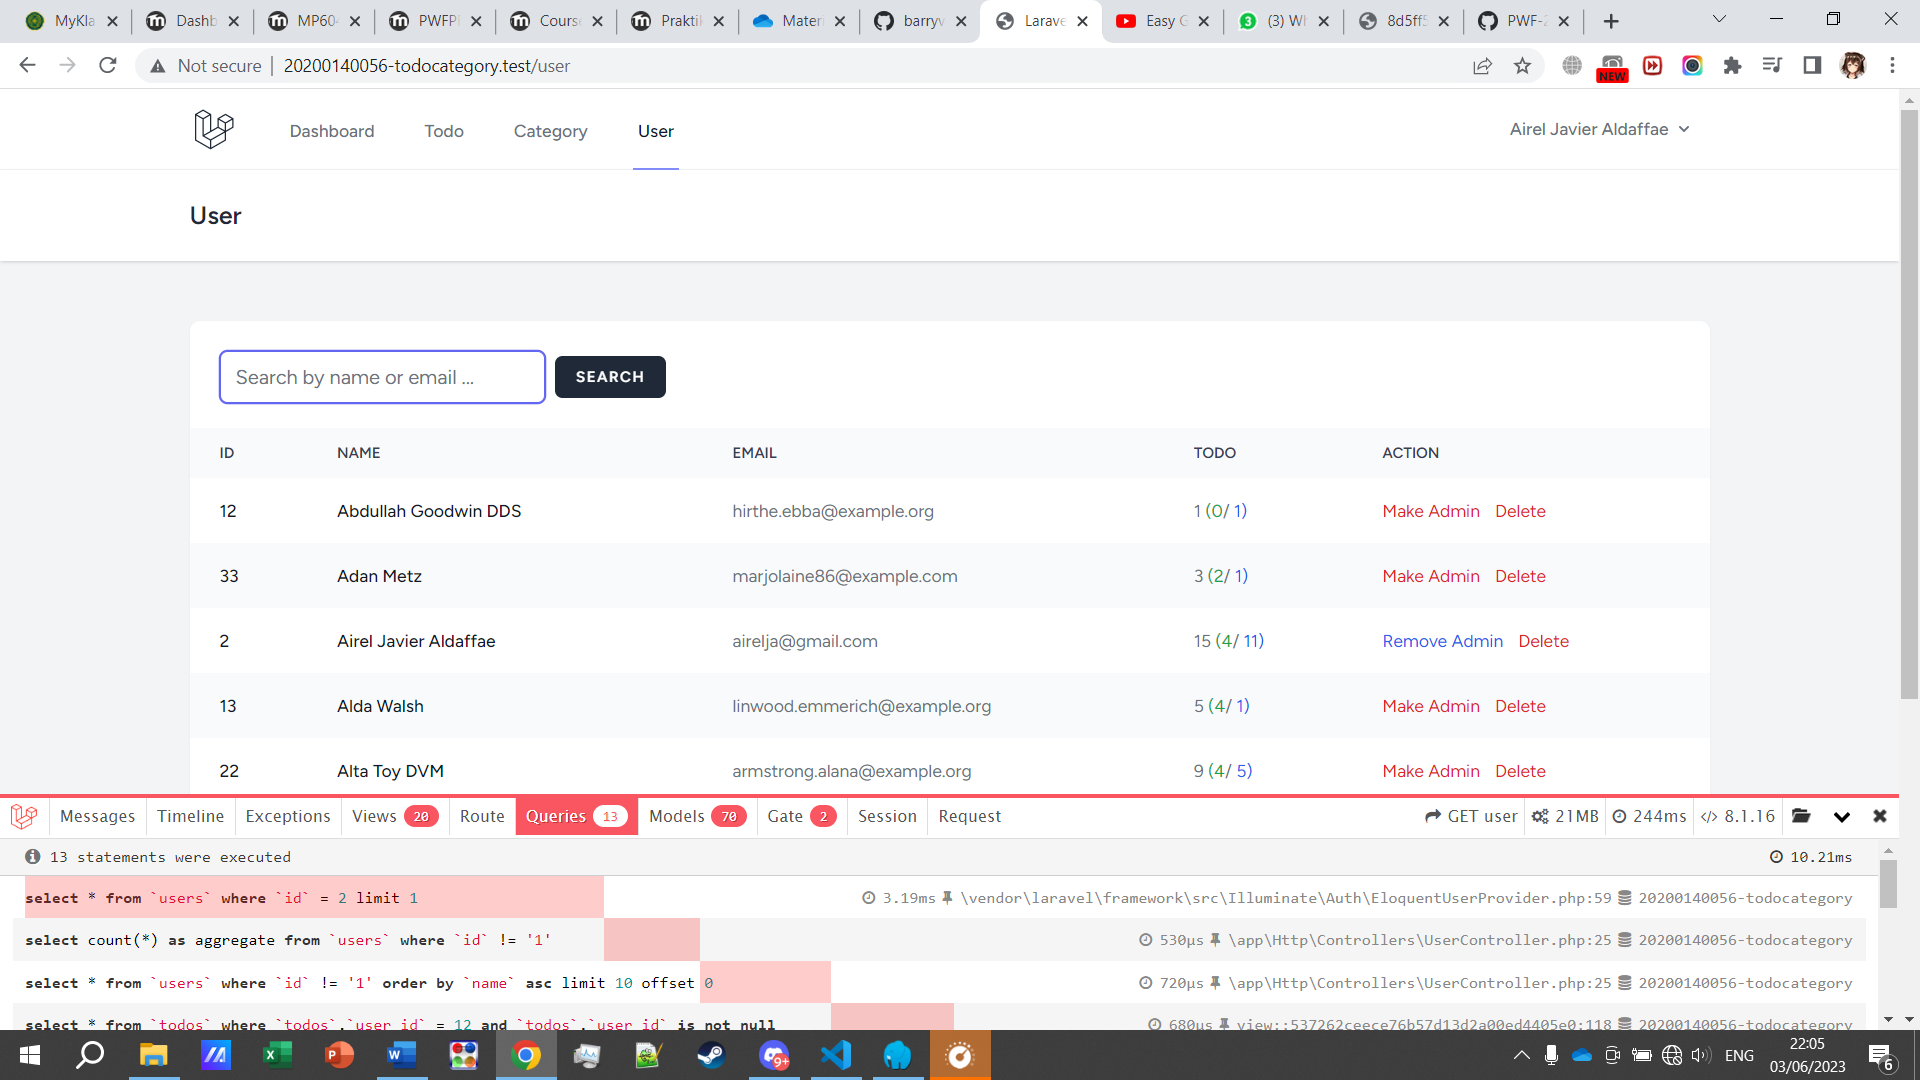 MyKla
Dashb
MP604
PWFPI
Course
Praktik
Mater
barryv
Larave
Easy G
(3) Wh
8d5ff5
PWF-2
Not secure | 20200140056-todocategory.test/user
NEW
Dashboard Todo Category User Airel Javier Aldaffae
User
Search by name or email ... SEARCH
ID NAME EMAIL TODO ACTION
12 Abdullah Goodwin DDS hirthe.ebba@example.org 1 (0/ 1) Make Admin Delete
33 Adan Metz marjolaine86@example.com 3 (2/ 1) Make Admin Delete
2 Airel Javier Aldaffae airelja@gmail.com 15 (4/ 11) Remove Admin Delete
13 Alda Walsh linwood.emmerich@example.org 5 (4/ 1) Make Admin Delete
22 Alta Toy DVM armstrong.alana@example.org 9 (4/ 5) Make Admin Delete
Messages Timeline Exceptions Views 20 Route Queries 13 Models 70 Gate 2 Session Request GET user 21MB 244ms </> 8.1.16
13 statements were executed 10.21ms
select * from `users` where `id` = 2 limit 1 3.19ms \vendor\laravel\framework\src\Illuminate\Auth\EloquentUserProvider.php:59 20200140056-todocategory
select count(*) as aggregate from `users` where `id` != '1' 530μs \app\Http\Controllers\UserController.php:25 20200140056-todocategory
select * from `users` where `id` != '1' order by `name` asc limit 10 offset 0 720μs \app\Http\Controllers\UserController.php:25 20200140056-todocategory
select * from `todos` where `todos`.`user_id` = 12 and `todos`.`user_id` is not null 680μs view::537262ceece76b57d13d2a00ed4405e0:118 20200140056-todocategory
9+
ENG
22:05
03/06/2023
6